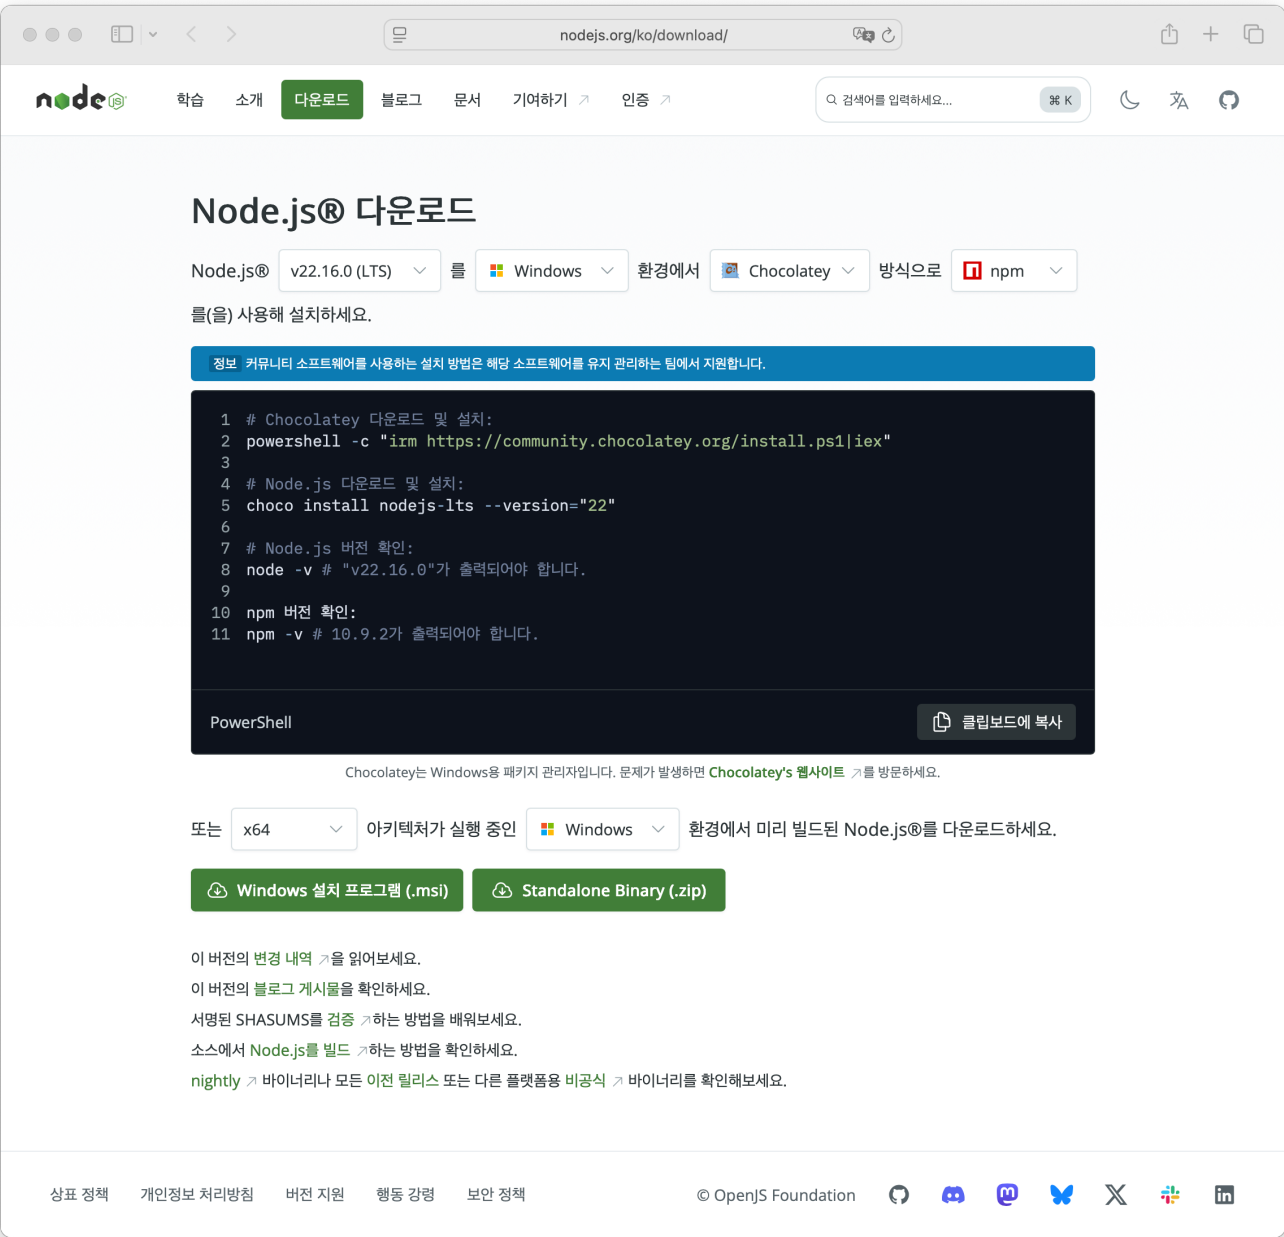 nodejs.org/ko/download/
node JS
학습 소개 다운로드 블로그 문서 기여하기 인증 검색어를 입력하세요... ⌘ K
Node.js® 다운로드
Node.js® v22.16.0 (LTS) 를 Windows 환경에서 Chocolatey 방식으로 npm
를(을) 사용해 설치하세요.
정보 커뮤니티 소프트웨어를 사용하는 설치 방법은 해당 소프트웨어를 유지 관리하는 팀에서 지원합니다.
1 # Chocolatey 다운로드 및 설치:
2 powershell -c "irm https://community.chocolatey.org/install.ps1|iex"
3
4 # Node.js 다운로드 및 설치:
5 choco install nodejs-lts --version="22"
6
7 # Node.js 버전 확인:
8 node -v # "v22.16.0"가 출력되어야 합니다.
9
10 npm 버전 확인:
11 npm -v # 10.9.2가 출력되어야 합니다.
PowerShell 클립보드에 복사
Chocolatey는 Windows용 패키지 관리자입니다. 문제가 발생하면 Chocolatey's 웹사이트 를 방문하세요.
또는 x64 아키텍처가 실행 중인 Windows 환경에서 미리 빌드된 Node.js®를 다운로드하세요.
Windows 설치 프로그램 (.msi) Standalone Binary (.zip)
이 버전의 변경 내역 을 읽어보세요.
이 버전의 블로그 게시물을 확인하세요.
서명된 SHASUMS를 검증 하는 방법을 배워보세요.
소스에서 Node.js를 빌드 하는 방법을 확인하세요.
nightly 바이너리나 모든 이전 릴리스 또는 다른 플랫폼용 비공식 바이너리를 확인해보세요.
상표 정책 개인정보 처리방침 버전 지원 행동 강령 보안 정책 © OpenJS Foundation